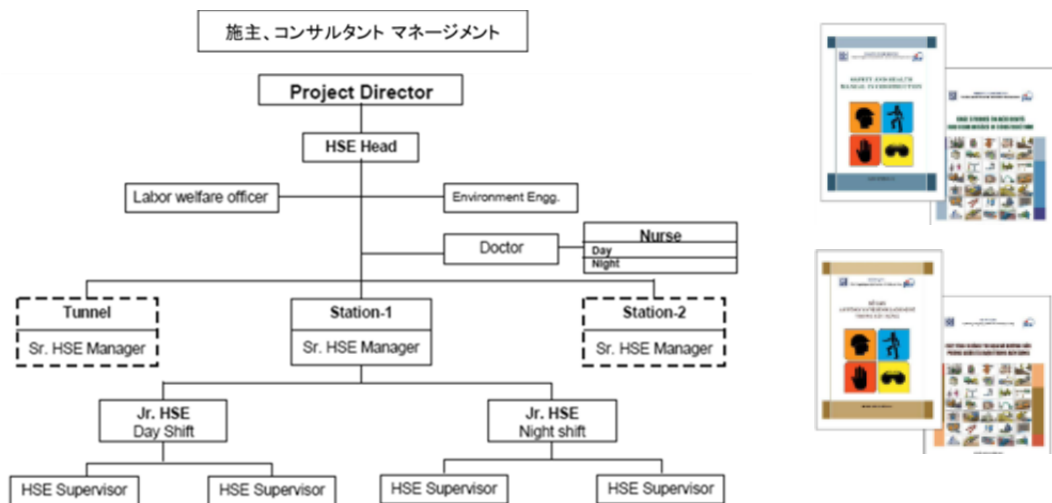 施主、コンサルタント マネージメント
Project Director
HSE Head
Labor welfare officer
Environment Engg.
Doctor
Nurse
Day
Night
Tunnel
Sr. HSE Manager
Station-1
Sr. HSE Manager
Station-2
Sr. HSE Manager
Jr. HSE
Day Shift
Jr. HSE
Night shift
HSE Supervisor
HSE Supervisor
HSE Supervisor
HSE Supervisor
SAFETY AND HEALTH
MANUAL IN CONSTRUCTION